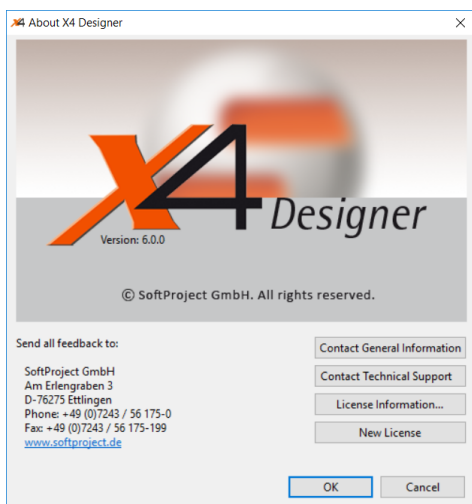 X4 About X4 Designer
X4 Designer
Version: 6.0.0
© SoftProject GmbH. All rights reserved.
Send all feedback to:
SoftProject GmbH
Am Erlengraben 3
D-76275 Ettlingen
Phone: +49 (0)7243 / 56 175-0
Fax: +49 (0)7243 / 56 175-199
www.softproject.de
Contact General Information
Contact Technical Support
License Information...
New License
OK
Cancel